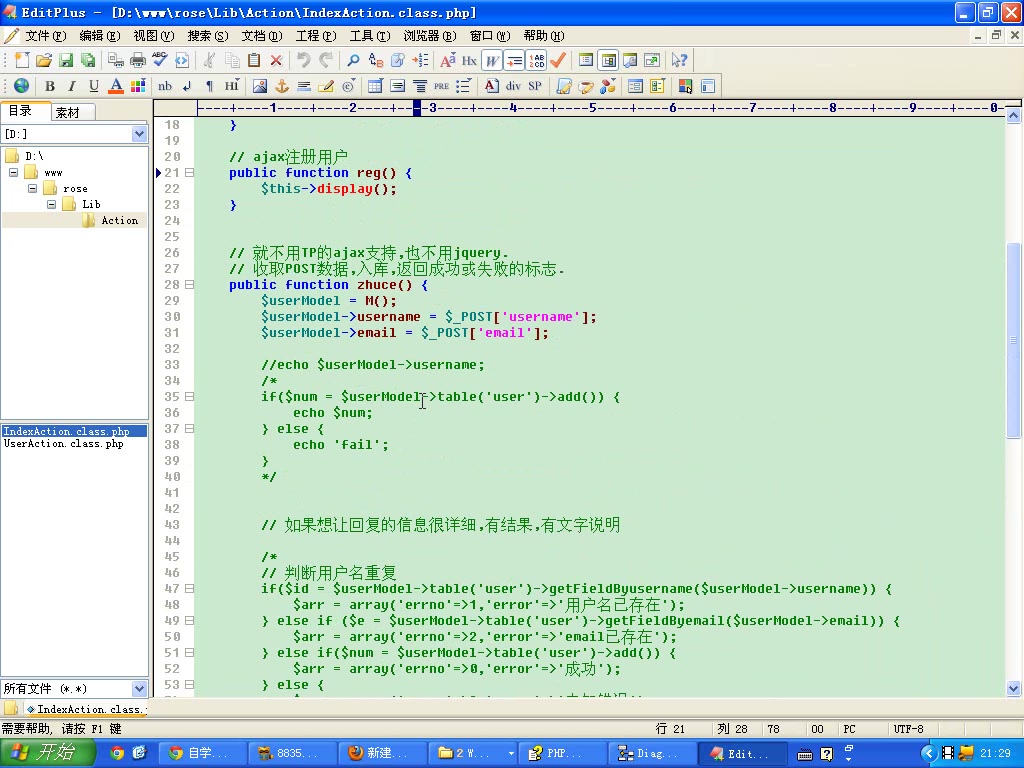 EditPlus - [D:\www\rose\Lib\Action\IndexAction.class.php]
文件(F) 编辑(E) 视图(V) 搜索(S) 文档(D) 工程(P) 工具(T) 浏览器(B) 窗口(W) 帮助(H)
B I U A nb ¶ HI PRE A div SP
目录 素材
----+----1----+----2----+----3----+----4----+----5----+----6----+----7----+----8----+----9----+----0-
[D:]
D:\
www
rose
Lib
Action
IndexAction.class.php
UserAction.class.php
所有文件 (*.*)
18 }
19
20 // ajax注册用户
21 public function reg() {
22 $this->display();
23 }
24
25
26 // 就不用TP的ajax支持,也不用jquery.
27 // 收取POST数据,入库,返回成功或失败的标志.
28 public function zhuce() {
29 $userModel = M();
30 $userModel->username = $_POST['username'];
31 $userModel->email = $_POST['email'];
32
33 //echo $userModel->username;
34 /*
35 if($num = $userModel->table('user')->add()) {
36 echo $num;
37 } else {
38 echo 'fail';
39 }
40 */
41
42
43 // 如果想让回复的信息很详细,有结果,有文字说明
44
45 /*
46 // 判断用户名重复
47 if($id = $userModel->table('user')->getFieldByusername($userModel->username)) {
48 $arr = array('errno'=>1,'error'=>'用户名已存在');
49 } else if ($e = $userModel->table('user')->getFieldByemail($userModel->email)) {
50 $arr = array('errno'=>2,'error'=>'email已存在');
51 } else if($num = $userModel->table('user')->add()) {
52 $arr = array('errno'=>0,'error'=>'成功');
53 } else {
IndexAction.class.
需要帮助, 请按 F1 键 行 21 列 28 78 00 PC UTF-8
开始 自学... 8835... 新建... 2 W... PHP... Diag... Edit... 21:29